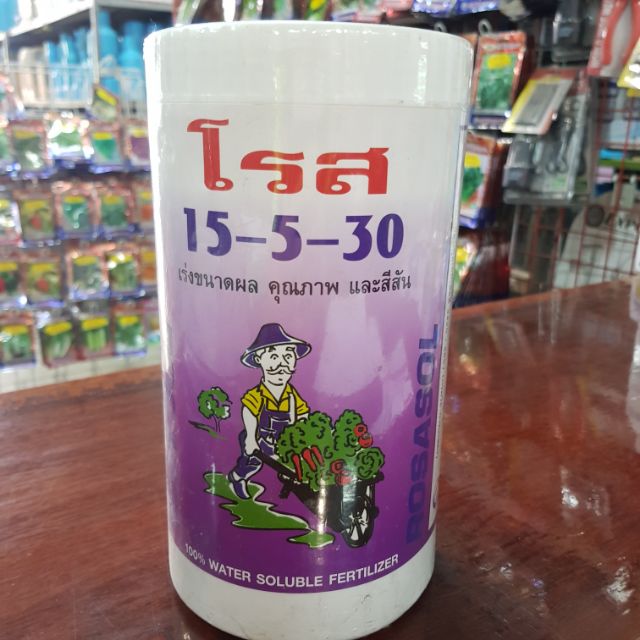 โรส
15-5-30
เร่งขนาดผล คุณภาพ และสีสัน
ROSASOL
100% WATER SOLUBLE FERTILIZER